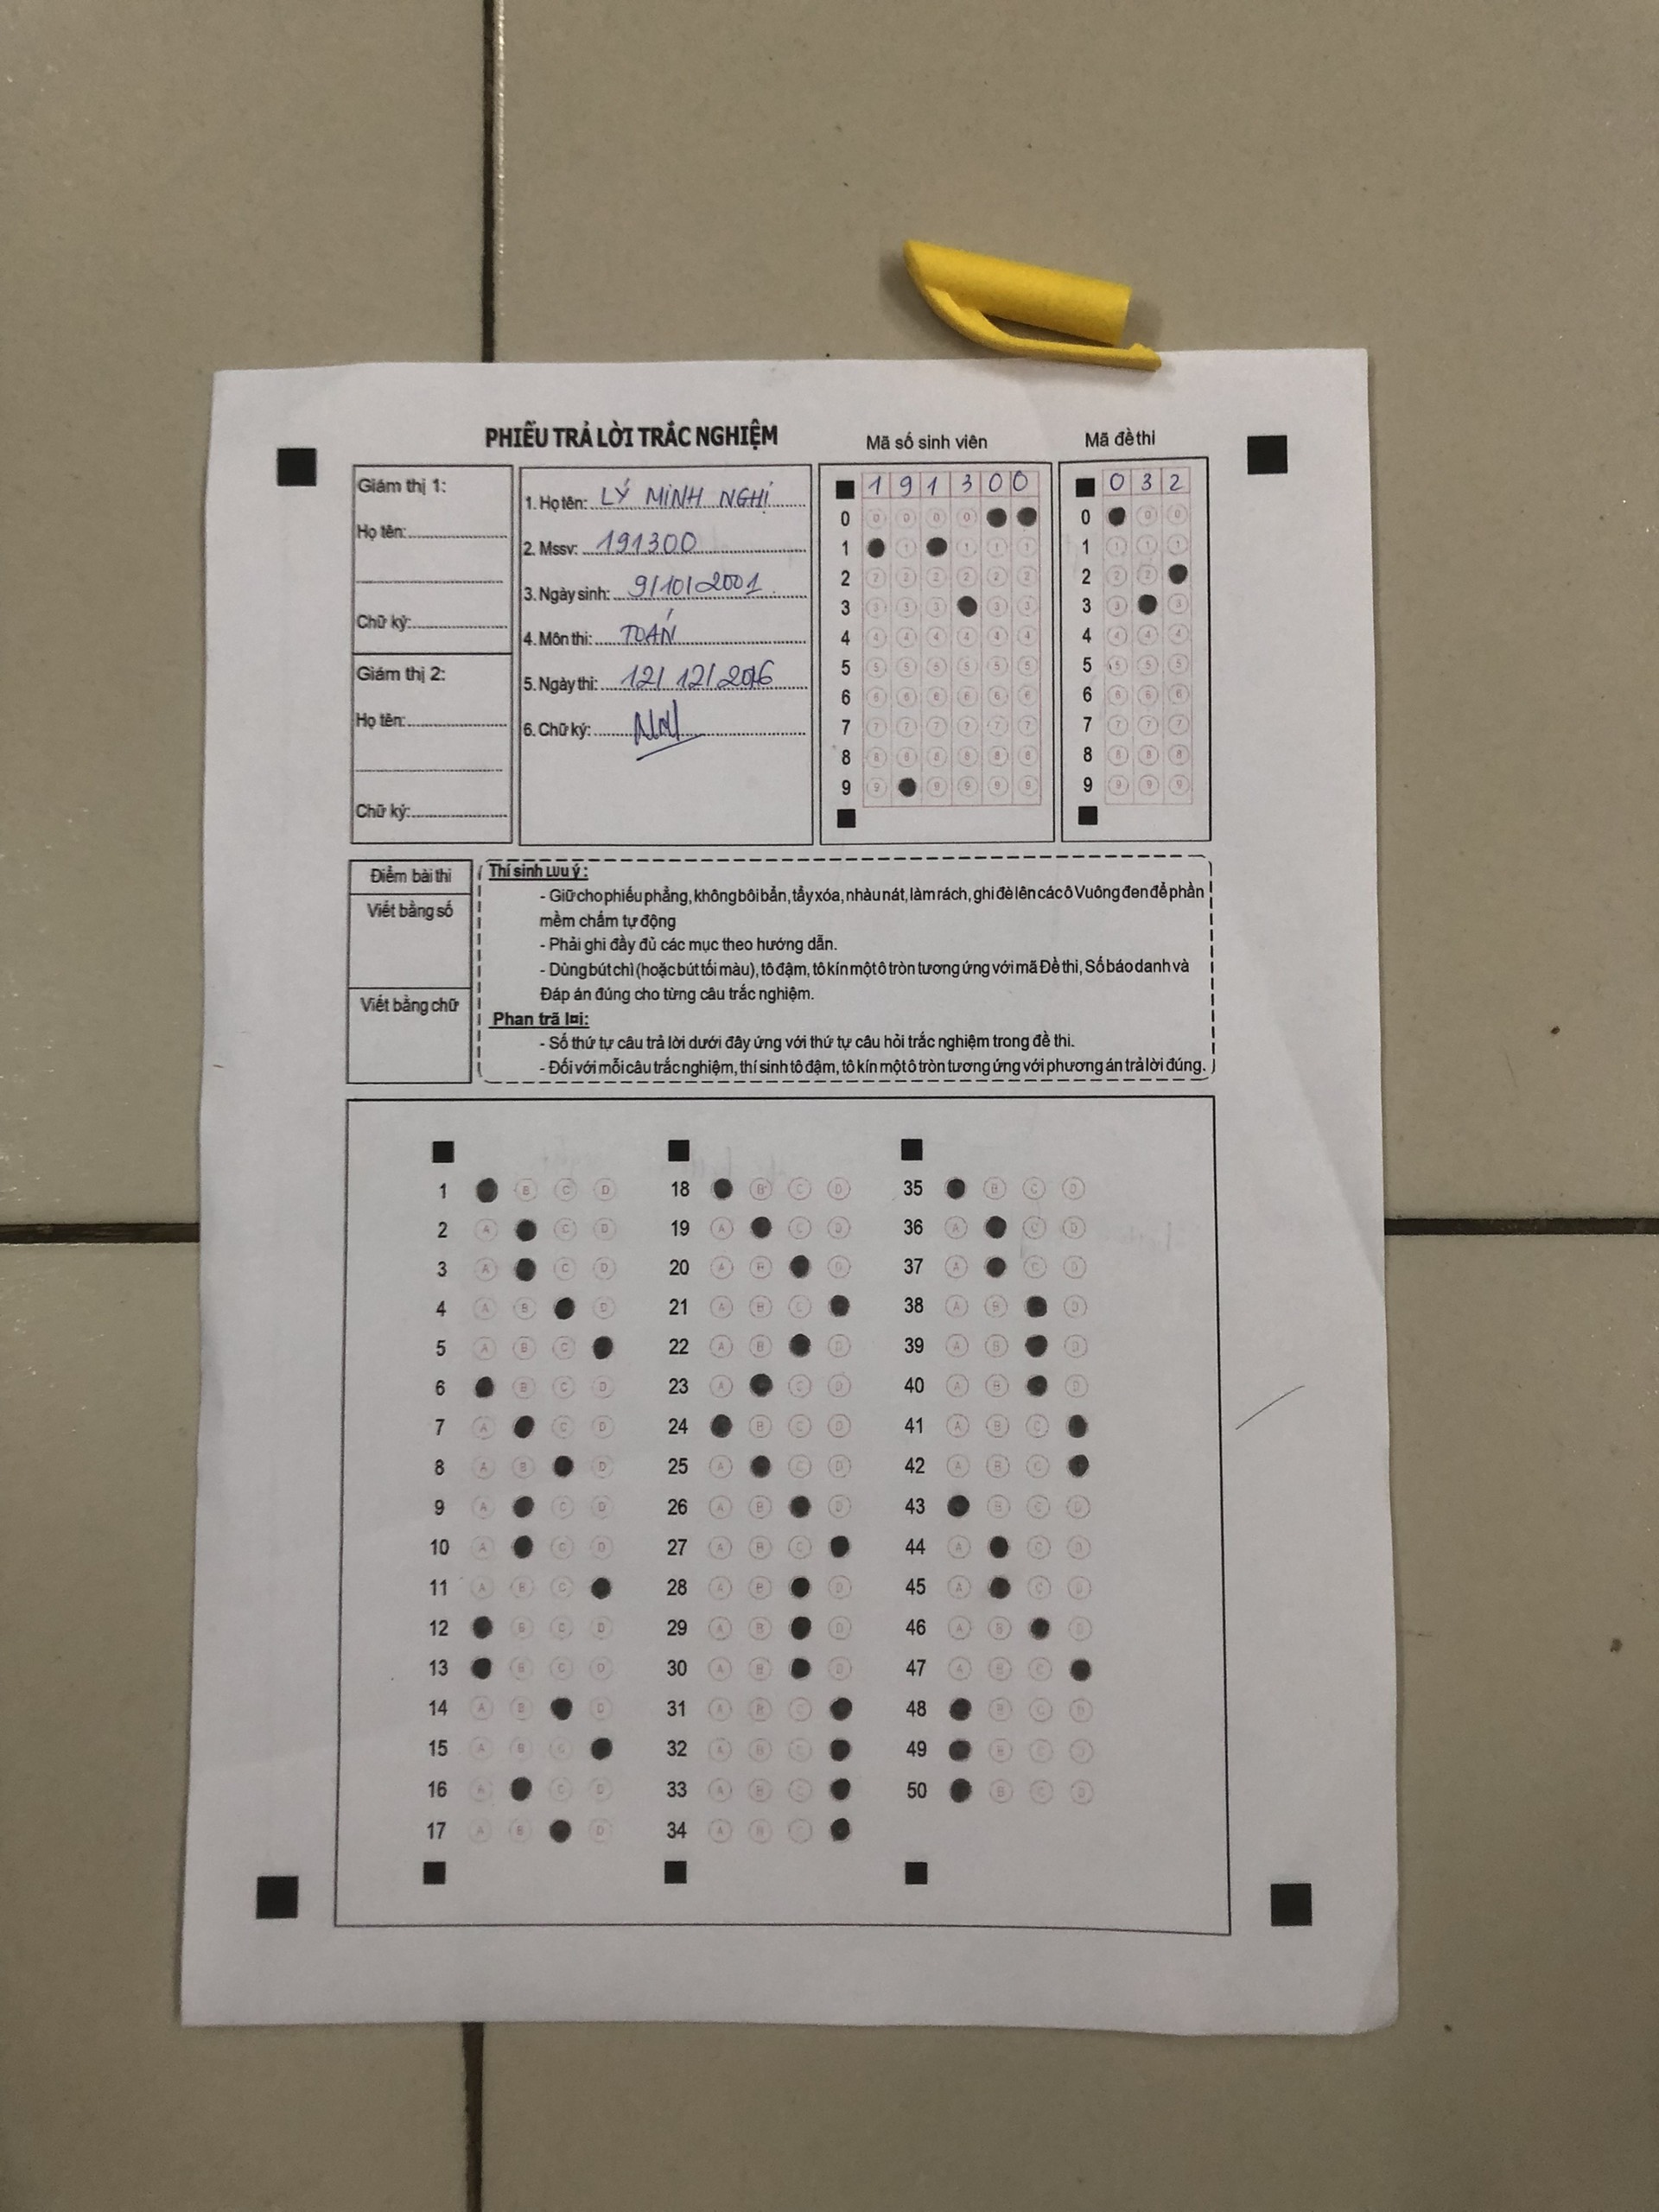 PHIẾU TRẢ LỜI TRẮC NGHIỆM
Mã số sinh viên
Mã đề thi
Giám thị 1:
Họ tên:
Chữ ký:
Giám thị 2:
Họ tên:
Chữ ký:
1. Họ tên: LÝ MINH NGHI
2. Mssv: 191300
3. Ngày sinh: 9/10/2001
4. Môn thi: TOÁN
5. Ngày thi: 12/12/2016
6. Chữ ký:
1 9 1 3 0 0
0 0 0 0 0
1 1 1 1 1
2 2 2 2 2 2 2
3 3 3 3 3 3
4 4 4 4 4 4 4
5 5 5 5 5 5 5
6 6 6 6 6 6 6
7 7 7 7 7 7 7
8 8 8 8 8 8 8
9 9 9 9 9 9
0 3 2
0 0 0
1 1 1 1
2 2 2
3 3 3
4 4 4 4
5 5 5 5
6 6 6 6
7 7 7 7
8 8 8 8
9 9 9 9
Điểm bài thi
Viết bằng số
Viết bằng chữ
Thí sinh lưu ý:
- Giữ cho phiếu phẳng, không bôi bẩn, tẩy xóa, nhàu nát, làm rách, ghi đè lên các ô Vuông đen để phần
mềm chấm tự động
- Phải ghi đầy đủ các mục theo hướng dẫn.
- Dùng bút chì (hoặc bút tối màu), tô đậm, tô kín một ô tròn tương ứng với mã Đề thi, Số báo danh và
Đáp án đúng cho từng câu trắc nghiệm.
Phan trã lơi:
- Số thứ tự câu trả lời dưới đây ứng với thứ tự câu hỏi trắc nghiệm trong đề thi.
- Đối với mỗi câu trắc nghiệm, thí sinh tô đậm, tô kín một ô tròn tương ứng với phương án trả lời đúng.
1 B C D
2 A C D
3 A C D
4 A B D
5 A B C
6 B C D
7 A C D
8 A B D
9 A C D
10 A C D
11 A B C
12 B C D
13 B C D
14 A B D
15 A B C
16 A C D
17 A B D
18 B C D
19 A C D
20 A B D
21 A B C
22 A B D
23 A C D
24 B C D
25 A C D
26 A B D
27 A B C
28 A B D
29 A B D
30 A B D
31 A B C
32 A B C
33 A B C
34 A B C
35 B C D
36 A C D
37 A C D
38 A B D
39 A B D
40 A B D
41 A B C
42 A B C
43 B C D
44 A C D
45 A C D
46 A B D
47 A B C
48 B C D
49 B C D
50 B C D